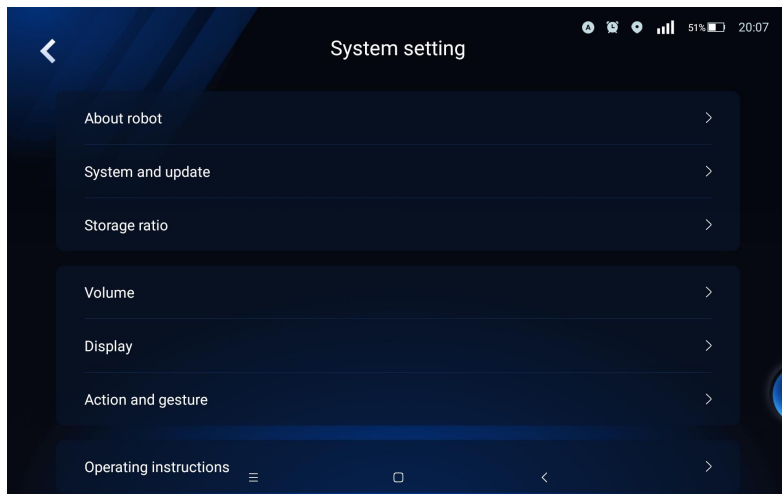 51% 20:07
System setting
About robot
System and update
Storage ratio
Volume
Display
Action and gesture
Operating instructions